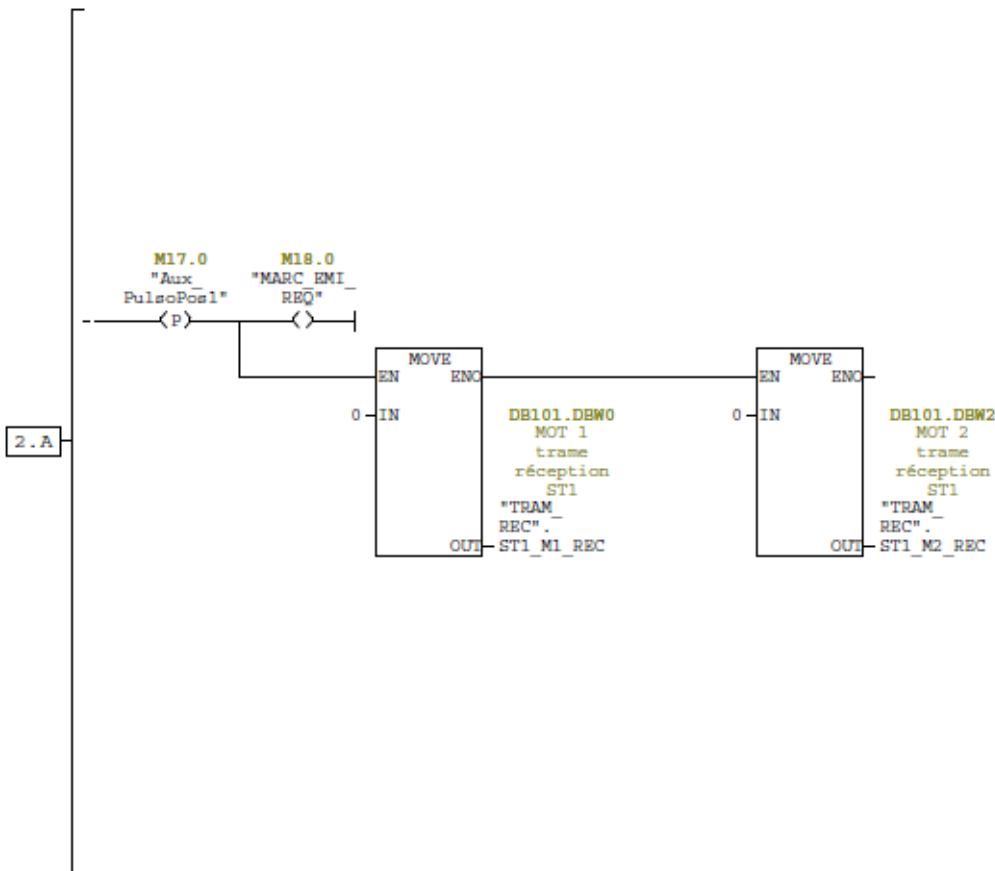 M17.0
"Aux_
PulsoPos1"
(P)
M18.0
"MARC_EMI_
REQ"
( )
2.A
MOVE
EN ENO
0 IN
OUT
DB101.DBW0
MOT 1
trame
réception
ST1
"TRAM_
REC".
ST1_M1_REC
MOVE
EN ENO
0 IN
OUT
DB101.DBW2
MOT 2
trame
réception
ST1
"TRAM_
REC".
ST1_M2_REC